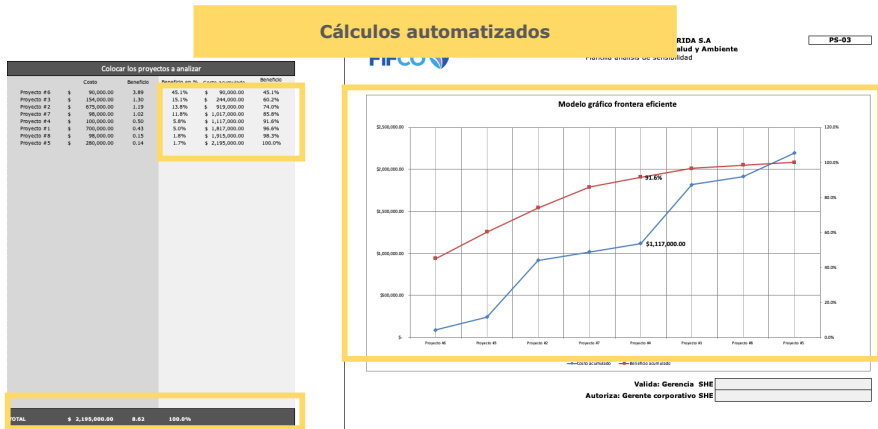 Cálculos automatizados
RIDA S.A
alud y Ambiente
Plantilla análisis de sensibilidad
PS-03
FIFCO
Colocar los proyectos a analizar
Costo Beneficio Beneficio en % Costo acumulado Beneficio
Proyecto #6 $ 90,000.00 3.89 45.1% $ 90,000.00 45.1%
Proyecto #3 $ 154,000.00 1.30 15.1% $ 244,000.00 60.2%
Proyecto #2 $ 675,000.00 1.19 13.8% $ 919,000.00 74.0%
Proyecto #7 $ 98,000.00 1.02 11.8% $ 1,017,000.00 85.8%
Proyecto #4 $ 100,000.00 0.50 5.8% $ 1,117,000.00 91.6%
Proyecto #1 $ 700,000.00 0.43 5.0% $ 1,817,000.00 96.6%
Proyecto #8 $ 98,000.00 0.15 1.8% $ 1,915,000.00 98.3%
Proyecto #5 $ 280,000.00 0.14 1.7% $ 2,195,000.00 100.0%
TOTAL $ 2,195,000.00 8.62 100.0%
Modelo gráfico frontera eficiente
$2,500,000.00 120.0%
$2,000,000.00 100.0%
91.6%
$1,500,000.00 80.0%
60.0%
$1,117,000.00
$1,000,000.00
40.0%
$500,000.00
20.0%
$- 0.0%
Proyecto #6 Proyecto #3 Proyecto #2 Proyecto #7 Proyecto #4 Proyecto #1 Proyecto #8 Proyecto #5
Costo acumulado Beneficio acumulado
Valida: Gerencia SHE
Autoriza: Gerente corporativo SHE